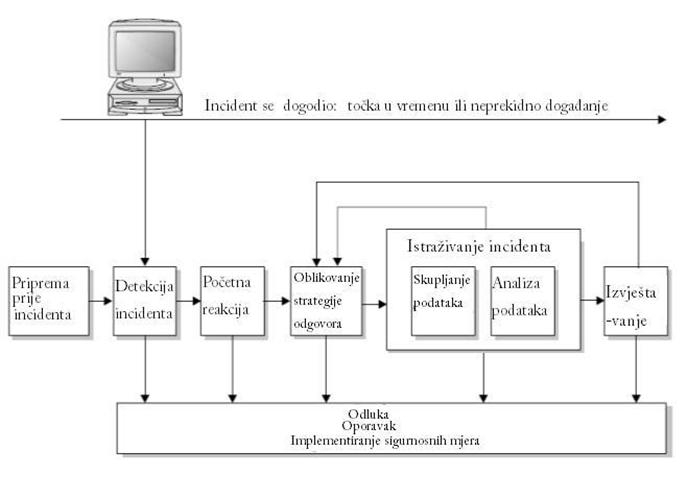 Incident se dogodio: točka u vremenu ili neprekidno događanje
Priprema
prije
incidenta
Detekcija
incidenta
Početna
reakcija
Oblikovanje
strategije
odgovora
Istraživanje incidenta
Skupljanje
podataka
Analiza
podataka
Izvješta
-vanje
Odluka
Oporavak
Implementiranje sigurnosnih mjera